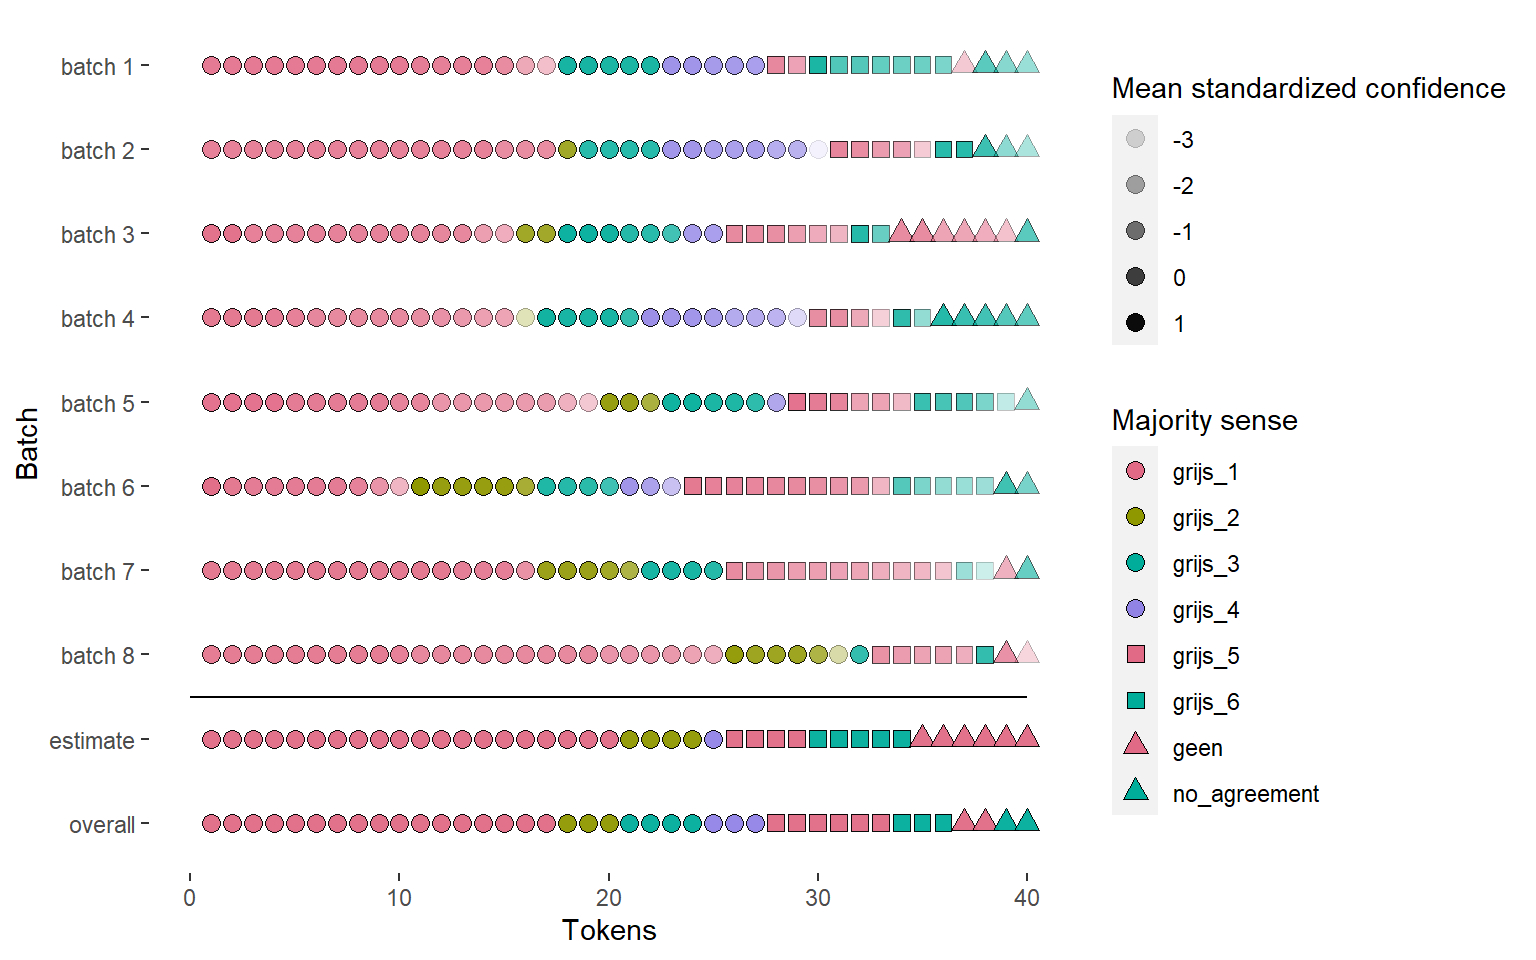 batch 1
batch 2
batch 3
batch 4
batch 5
batch 6
batch 7
batch 8
estimate
overall
Batch
0
10
20
30
40
Tokens
Mean standardized confidence
-3
-2
-1
0
1
Majority sense
grijs_1
grijs_2
grijs_3
grijs_4
grijs_5
grijs_6
geen
no_agreement